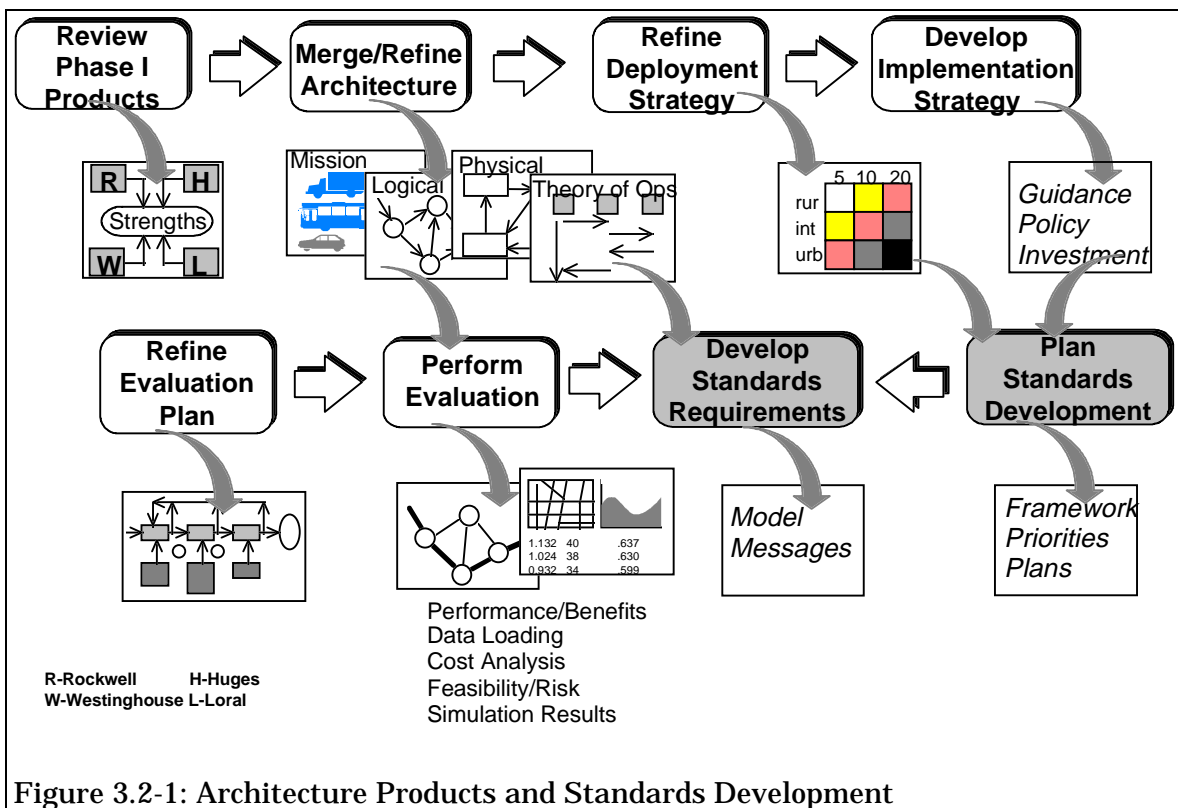 Review
Phase I
Products
Merge/Refine
Architecture
Refine
Deployment
Strategy
Develop
Implementation
Strategy
R
H
Strengths
W
L
Mission
Logical
Physical
Theory of Ops
5 10 20
rur
int
urb
Guidance
Policy
Investment
Refine
Evaluation
Plan
Perform
Evaluation
Develop
Standards
Requirements
Plan
Standards
Development
1.132 40 .637
1.024 38 .630
0.932 34 .599
Model
Messages
Framework
Priorities
Plans
Performance/Benefits
Data Loading
Cost Analysis
Feasibility/Risk
Simulation Results
R-Rockwell H-Huges
W-Westinghouse L-Loral
Figure 3.2-1: Architecture Products and Standards Development